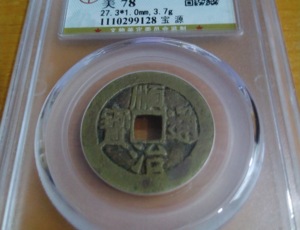 美 78
27.3*1.0mm, 3.7g
1110299128 宝 源
順
寶 通
治